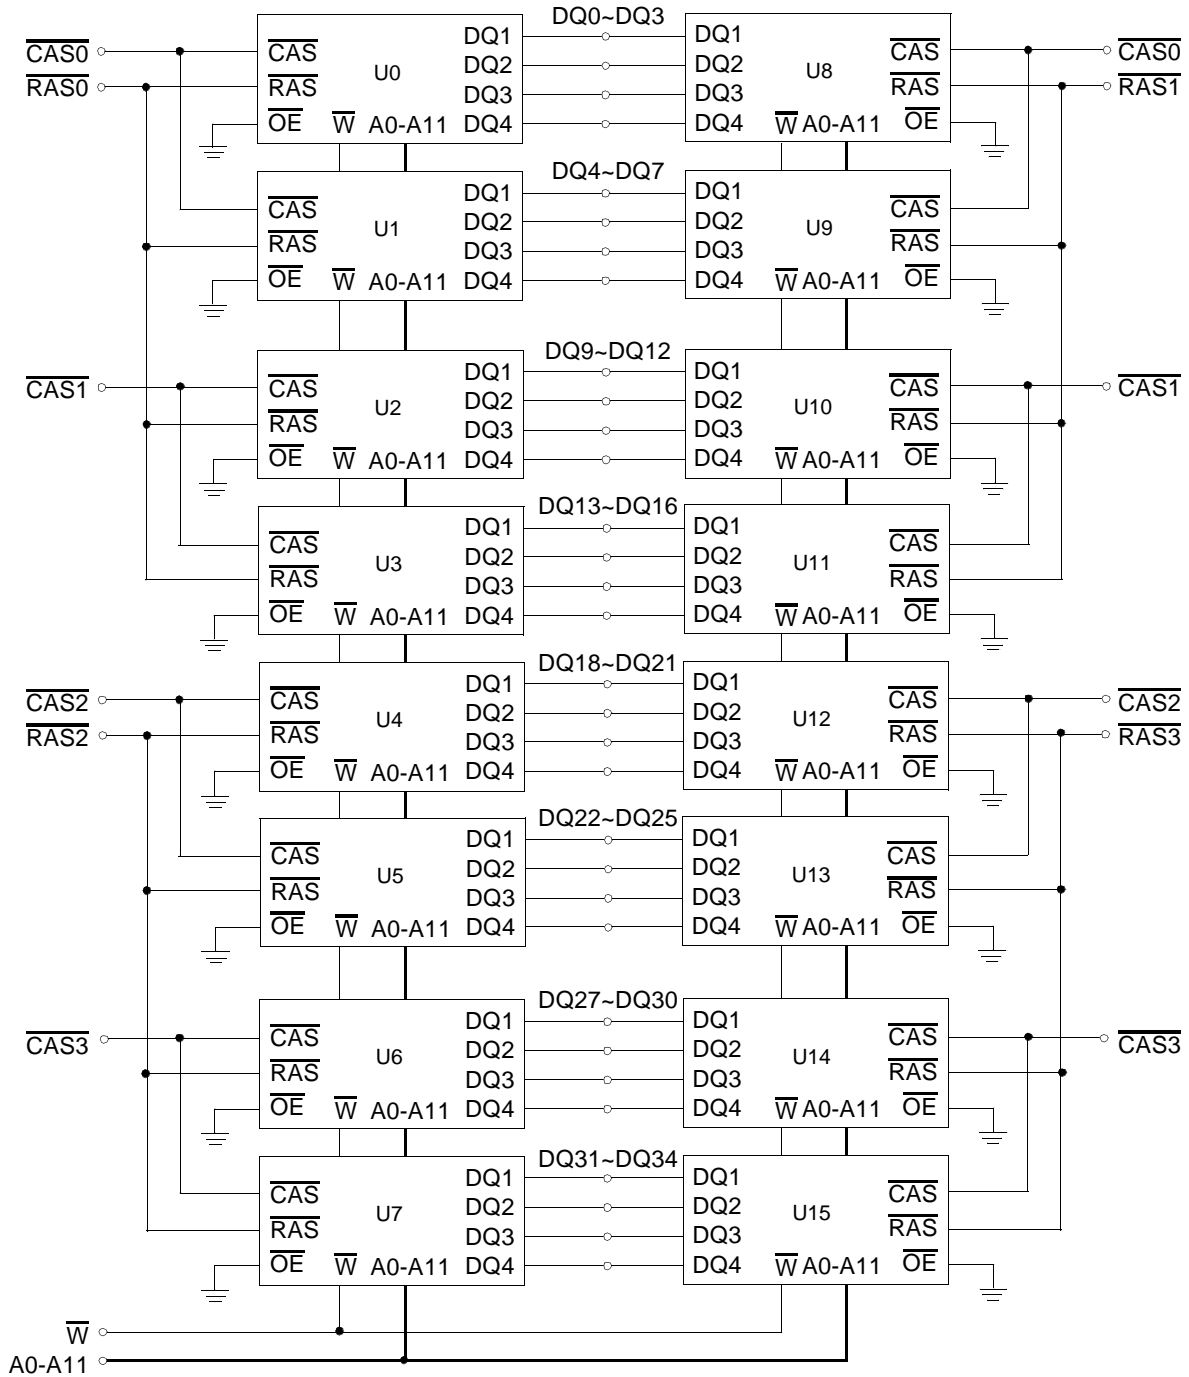 DQ0~DQ3
CAS0
RAS0
CAS
RAS
OE
W
A0-A11
U0
DQ1
DQ2
DQ3
DQ4
DQ1
DQ2
DQ3
DQ4
U8
W
A0-A11
CAS
RAS
OE
CAS0
RAS1
DQ4~DQ7
CAS
RAS
OE
W
A0-A11
U1
DQ1
DQ2
DQ3
DQ4
DQ1
DQ2
DQ3
DQ4
U9
W
A0-A11
CAS
RAS
OE
DQ9~DQ12
CAS1
CAS
RAS
OE
W
A0-A11
U2
DQ1
DQ2
DQ3
DQ4
DQ1
DQ2
DQ3
DQ4
U10
W
A0-A11
CAS
RAS
OE
CAS1
DQ13~DQ16
CAS
RAS
OE
W
A0-A11
U3
DQ1
DQ2
DQ3
DQ4
DQ1
DQ2
DQ3
DQ4
U11
W
A0-A11
CAS
RAS
OE
DQ18~DQ21
CAS2
RAS2
CAS
RAS
OE
W
A0-A11
U4
DQ1
DQ2
DQ3
DQ4
DQ1
DQ2
DQ3
DQ4
U12
W
A0-A11
CAS
RAS
OE
CAS2
RAS3
DQ22~DQ25
CAS
RAS
OE
W
A0-A11
U5
DQ1
DQ2
DQ3
DQ4
DQ1
DQ2
DQ3
DQ4
U13
W
A0-A11
CAS
RAS
OE
DQ27~DQ30
CAS3
CAS
RAS
OE
W
A0-A11
U6
DQ1
DQ2
DQ3
DQ4
DQ1
DQ2
DQ3
DQ4
U14
W
A0-A11
CAS
RAS
OE
CAS3
DQ31~DQ34
CAS
RAS
OE
W
A0-A11
U7
DQ1
DQ2
DQ3
DQ4
DQ1
DQ2
DQ3
DQ4
U15
W
A0-A11
CAS
RAS
OE
W
A0-A11